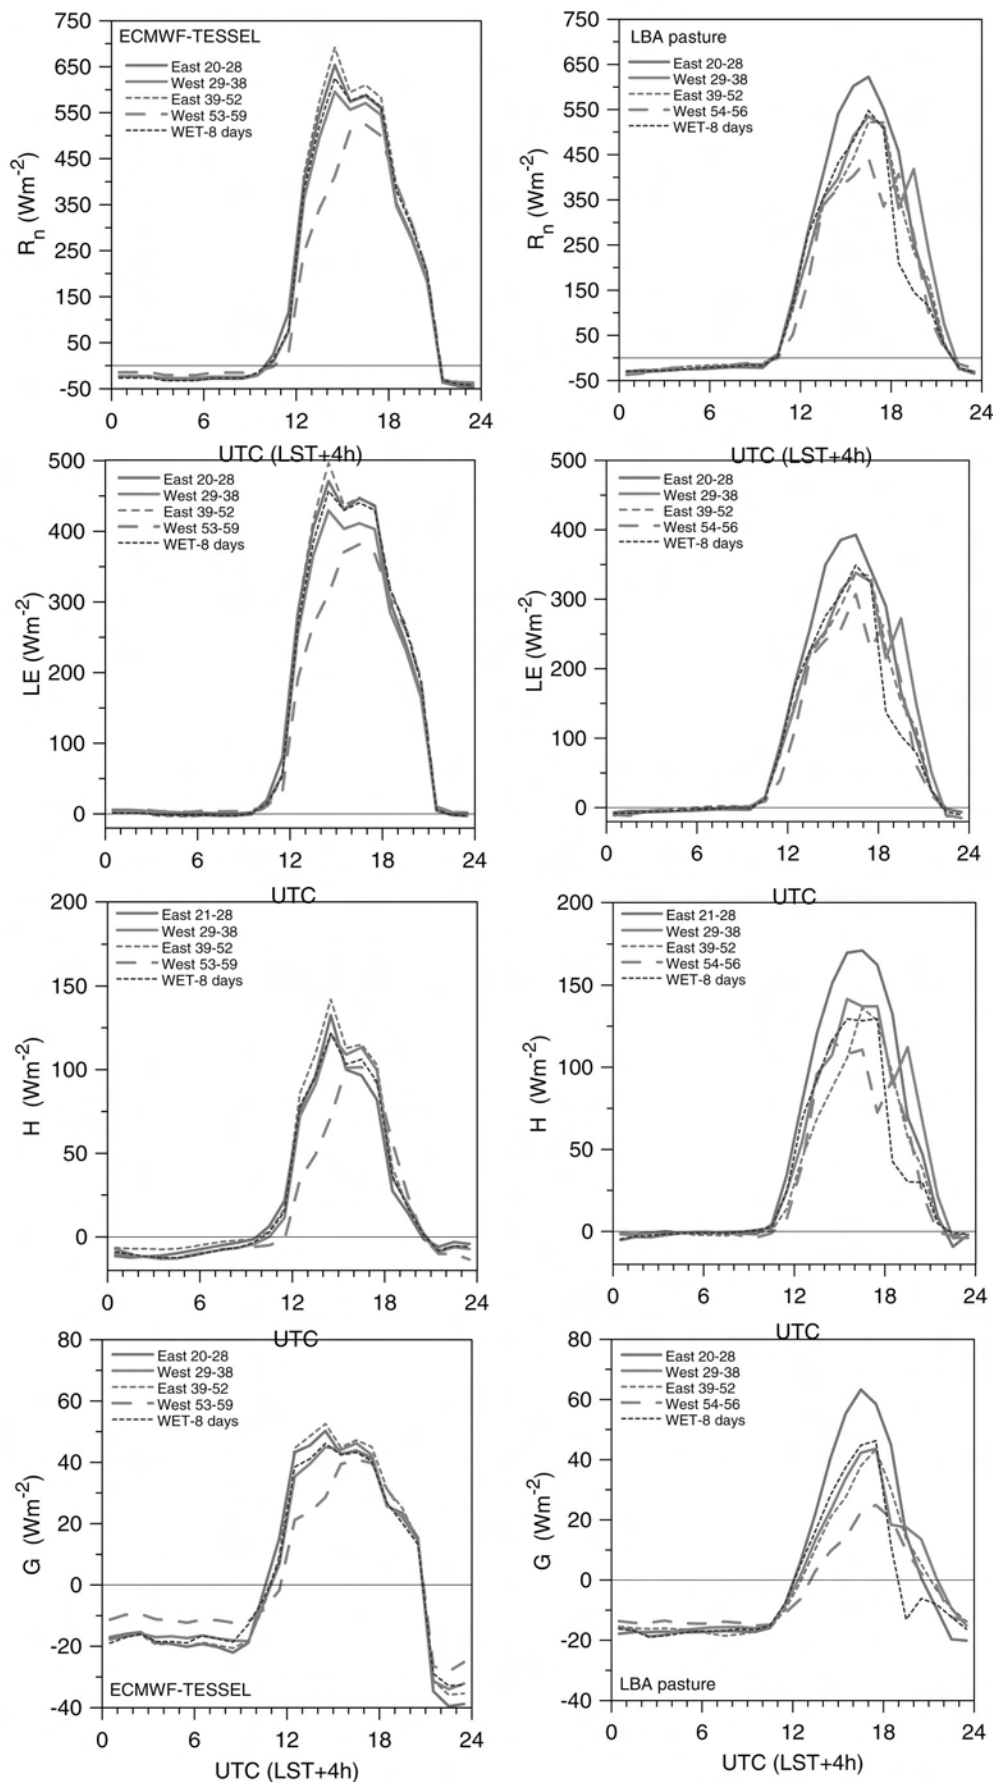 750
650
550
450
350
250
150
50
-50
R_n (Wm^-2)
ECMWF-TESSEL
East 20-28
West 29-38
East 39-52
West 53-59
WET-8 days
0 6 12 18 24
UTC (LST+4h)
750
650
550
450
350
250
150
50
-50
R_n (Wm^-2)
LBA pasture
East 20-28
West 29-38
East 39-52
West 54-56
WET-8 days
0 6 12 18 24
UTC (LST+4h)
500
400
300
200
100
0
LE (Wm^-2)
East 20-28
West 29-38
East 39-52
West 53-59
WET-8 days
0 6 12 18 24
UTC
500
400
300
200
100
0
LE (Wm^-2)
East 20-28
West 29-38
East 39-52
West 54-56
WET-8 days
0 6 12 18 24
UTC
200
150
100
50
0
H (Wm^-2)
East 21-28
West 29-38
East 39-52
West 53-59
WET-8 days
0 6 12 18 24
UTC
200
150
100
50
0
H (Wm^-2)
East 21-28
West 29-38
East 39-52
West 54-56
WET-8 days
0 6 12 18 24
UTC
80
60
40
20
0
-20
-40
G (Wm^-2)
East 20-28
West 29-38
East 39-52
West 53-59
WET-8 days
ECMWF-TESSEL
0 6 12 18 24
UTC (LST+4h)
80
60
40
20
0
-20
-40
G (Wm^-2)
East 20-28
West 29-38
East 39-52
West 54-56
WET-8 days
LBA pasture
0 6 12 18 24
UTC (LST+4h)